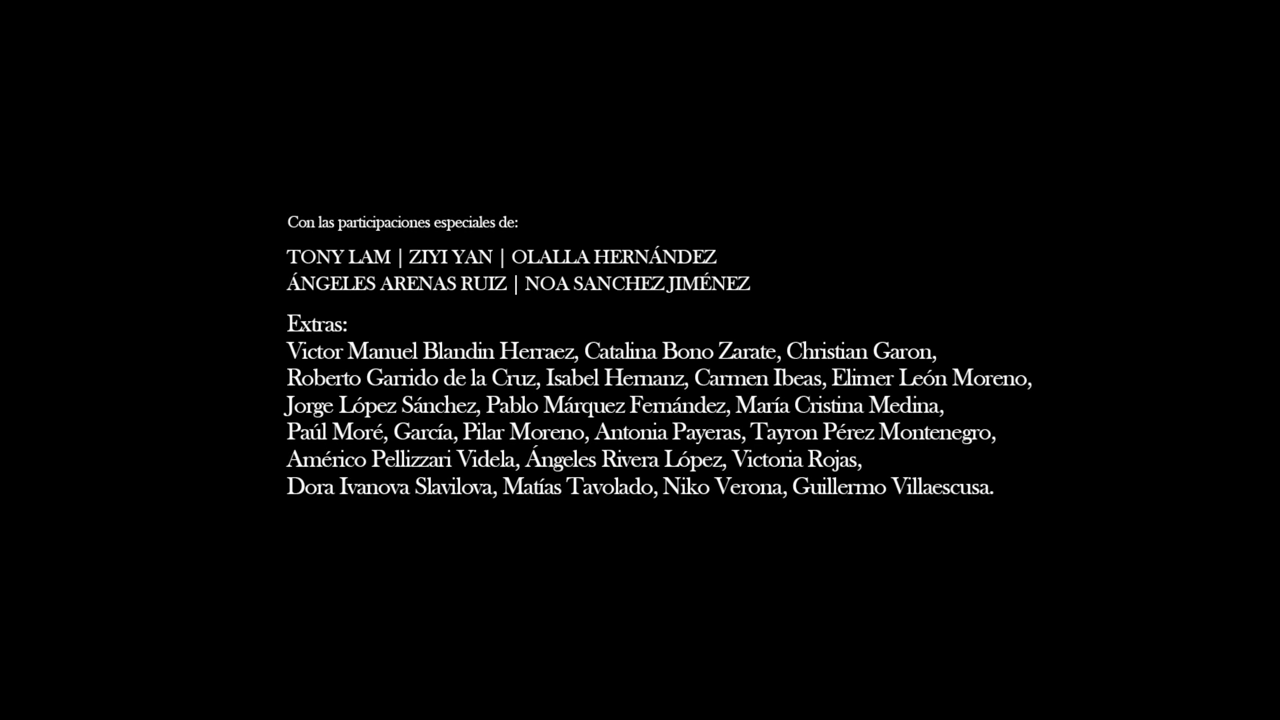 Con las participaciones especiales de:
TONY LAM | ZIYI YAN | OLALLA HERNÁNDEZ
ÁNGELES ARENAS RUIZ | NOA SANCHEZ JIMÉNEZ
Extras:
Victor Manuel Blandin Herraez, Catalina Bono Zarate, Christian Garon,
Roberto Garrido de la Cruz, Isabel Hernanz, Carmen Ibeas, Elimer León Moreno,
Jorge López Sánchez, Pablo Márquez Fernández, María Cristina Medina,
Paúl Moré, García, Pilar Moreno, Antonia Payeras, Tayron Pérez Montenegro,
Américo Pellizzari Videla, Ángeles Rivera López, Victoria Rojas,
Dora Ivanova Slavilova, Matías Tavolado, Niko Verona, Guillermo Villaescusa.